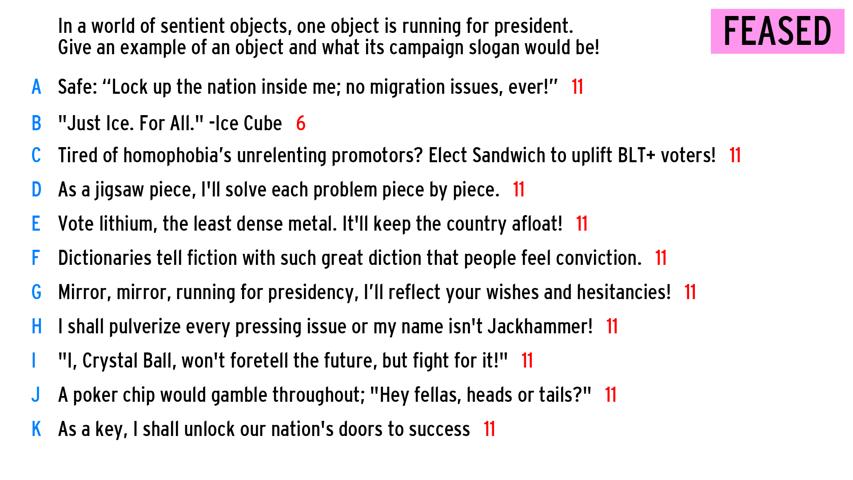 In a world of sentient objects, one object is running for president.
Give an example of an object and what its campaign slogan would be!
FEASED
A Safe: “Lock up the nation inside me; no migration issues, ever!” 11
B "Just Ice. For All." -Ice Cube 6
C Tired of homophobia’s unrelenting promotors? Elect Sandwich to uplift BLT+ voters! 11
D As a jigsaw piece, I'll solve each problem piece by piece. 11
E Vote lithium, the least dense metal. It'll keep the country afloat! 11
F Dictionaries tell fiction with such great diction that people feel conviction. 11
G Mirror, mirror, running for presidency, I’ll reflect your wishes and hesitancies! 11
H I shall pulverize every pressing issue or my name isn't Jackhammer! 11
I "I, Crystal Ball, won't foretell the future, but fight for it!" 11
J A poker chip would gamble throughout; "Hey fellas, heads or tails?" 11
K As a key, I shall unlock our nation's doors to success 11